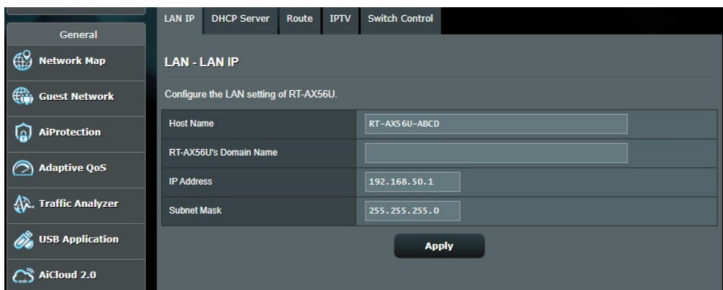 LAN IP DHCP Server Route IPTV Switch Control
General
Network Map
Guest Network
AiProtection
Adaptive QoS
Traffic Analyzer
USB Application
AiCloud 2.0
LAN - LAN IP
Configure the LAN setting of RT-AX56U.
Host Name RT-AX56U-ABCD
RT-AX56U's Domain Name
IP Address 192.168.50.1
Subnet Mask 255.255.255.0
Apply